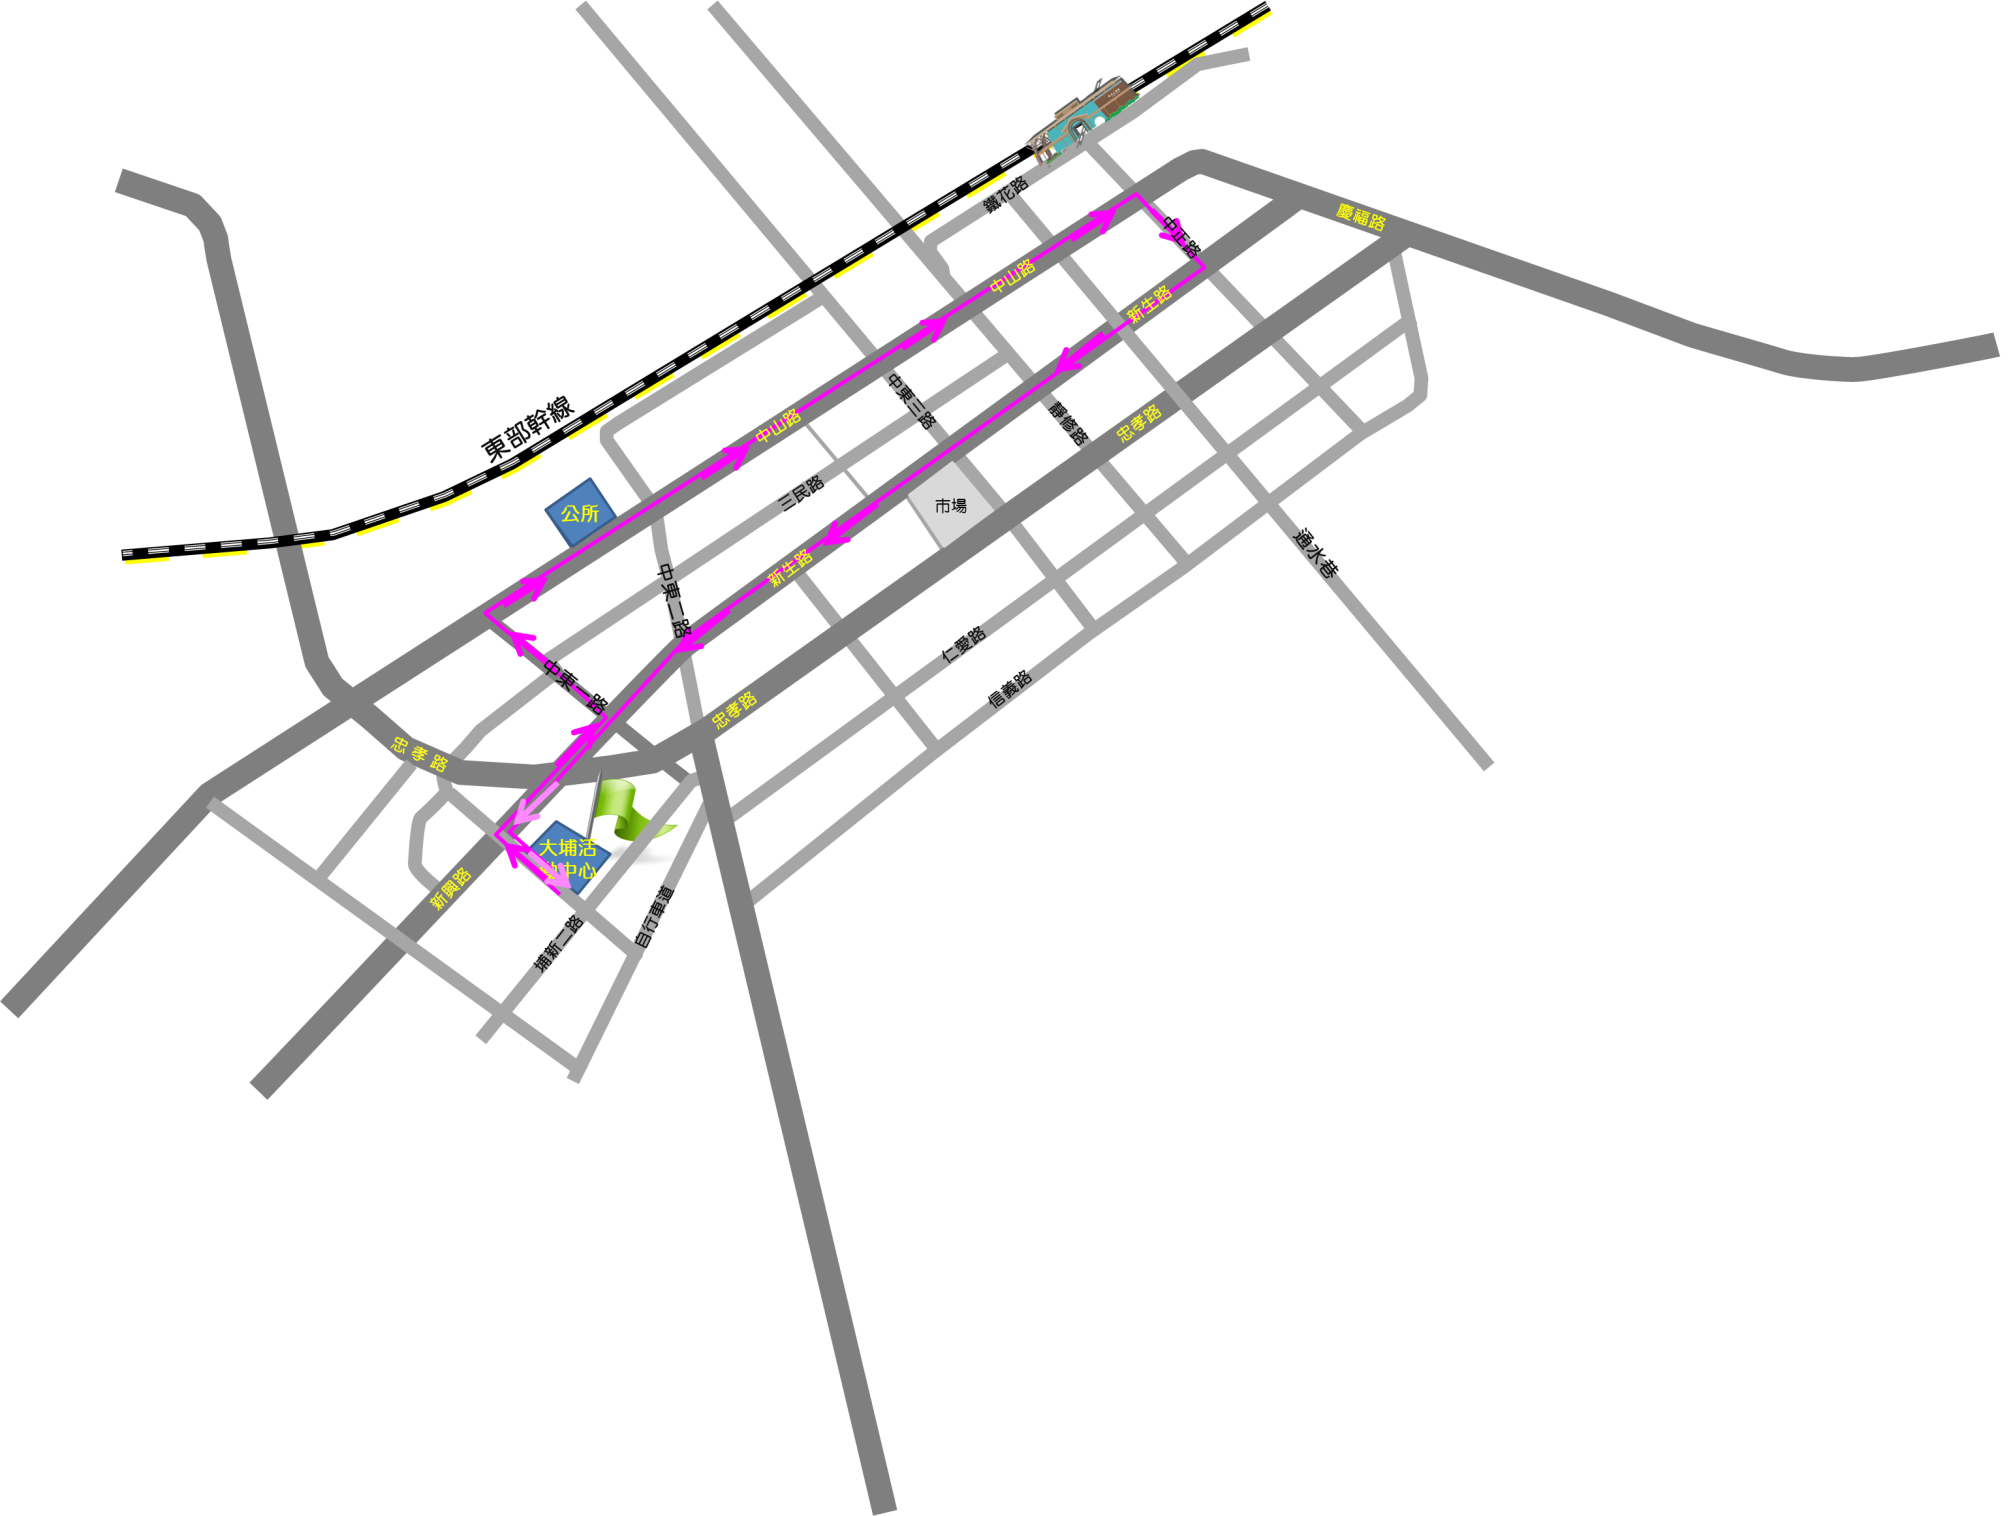 鐵花路
慶福路
中正路
中山路
新生路
東部幹線
中山路
中東三路
靜修路
忠孝路
三民路
公所
市場
通水巷
新生路
中東二路
仁愛路
中東一路
信義路
忠孝路
忠孝路
大埔活
動中心
新興路
自行車道
埔新二路